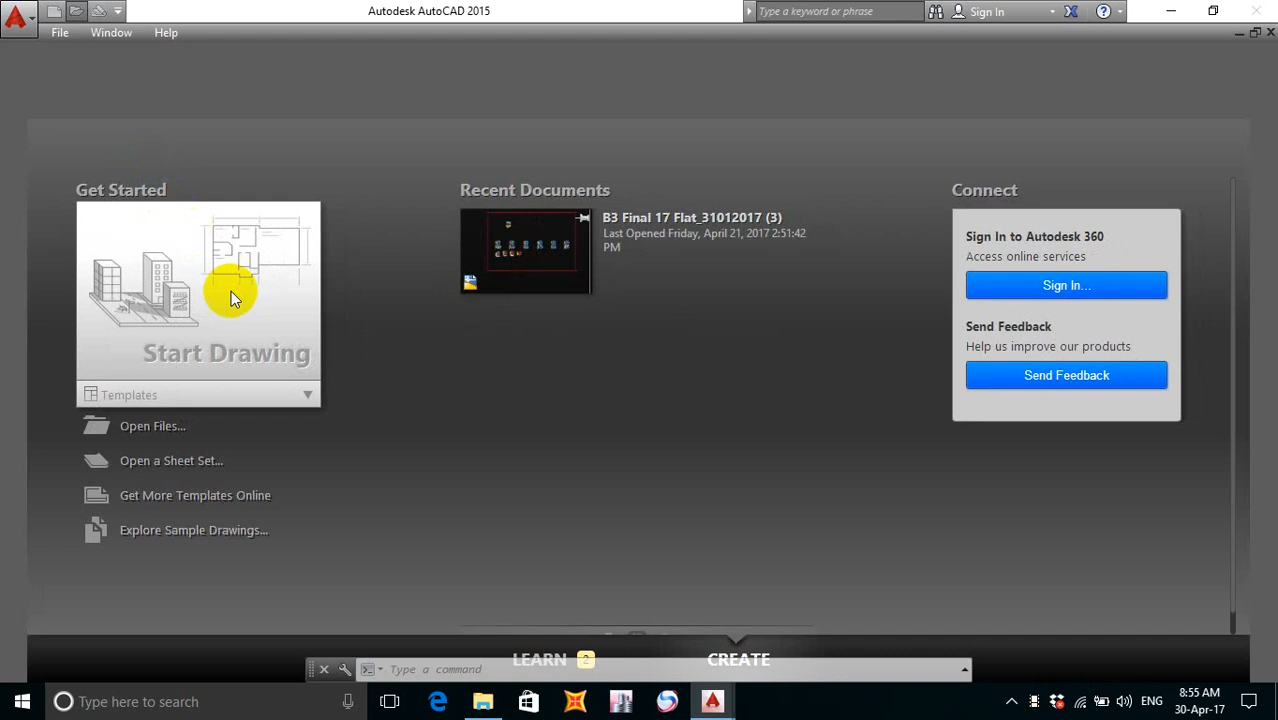 Autodesk AutoCAD 2015
Type a keyword or phrase
Sign In
File
Window
Help
Get Started
Start Drawing
Templates
Open Files...
Open a Sheet Set...
Get More Templates Online
Explore Sample Drawings...
Recent Documents
B3 Final 17 Flat_31012017 (3)
Last Opened Friday, April 21, 2017 2:51:42
PM
Connect
Sign In to Autodesk 360
Access online services
Sign In...
Send Feedback
Help us improve our products
Send Feedback
LEARN 2
CREATE
Type a command
Type here to search
ENG
8:55 AM
30-Apr-17